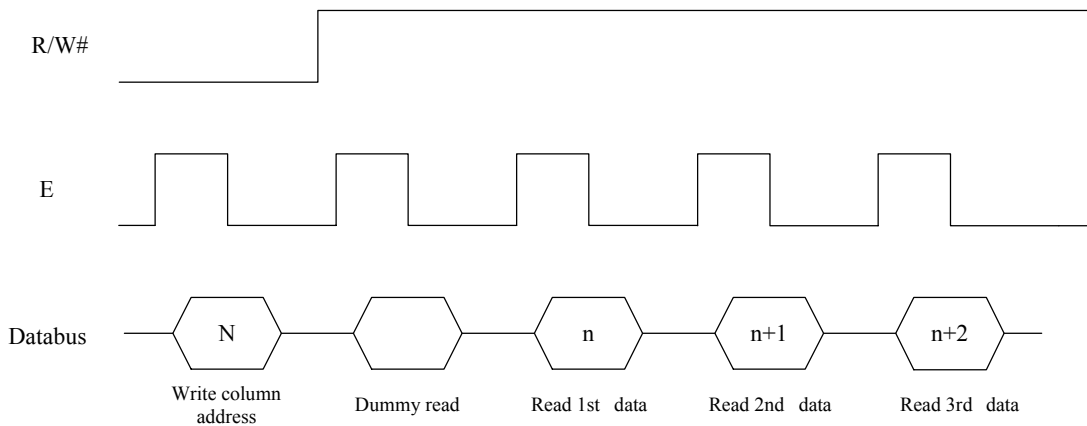 R/W#
E
Databus
N
n
n+1
n+2
Write column
address
Dummy read
Read 1st data
Read 2nd data
Read 3rd data